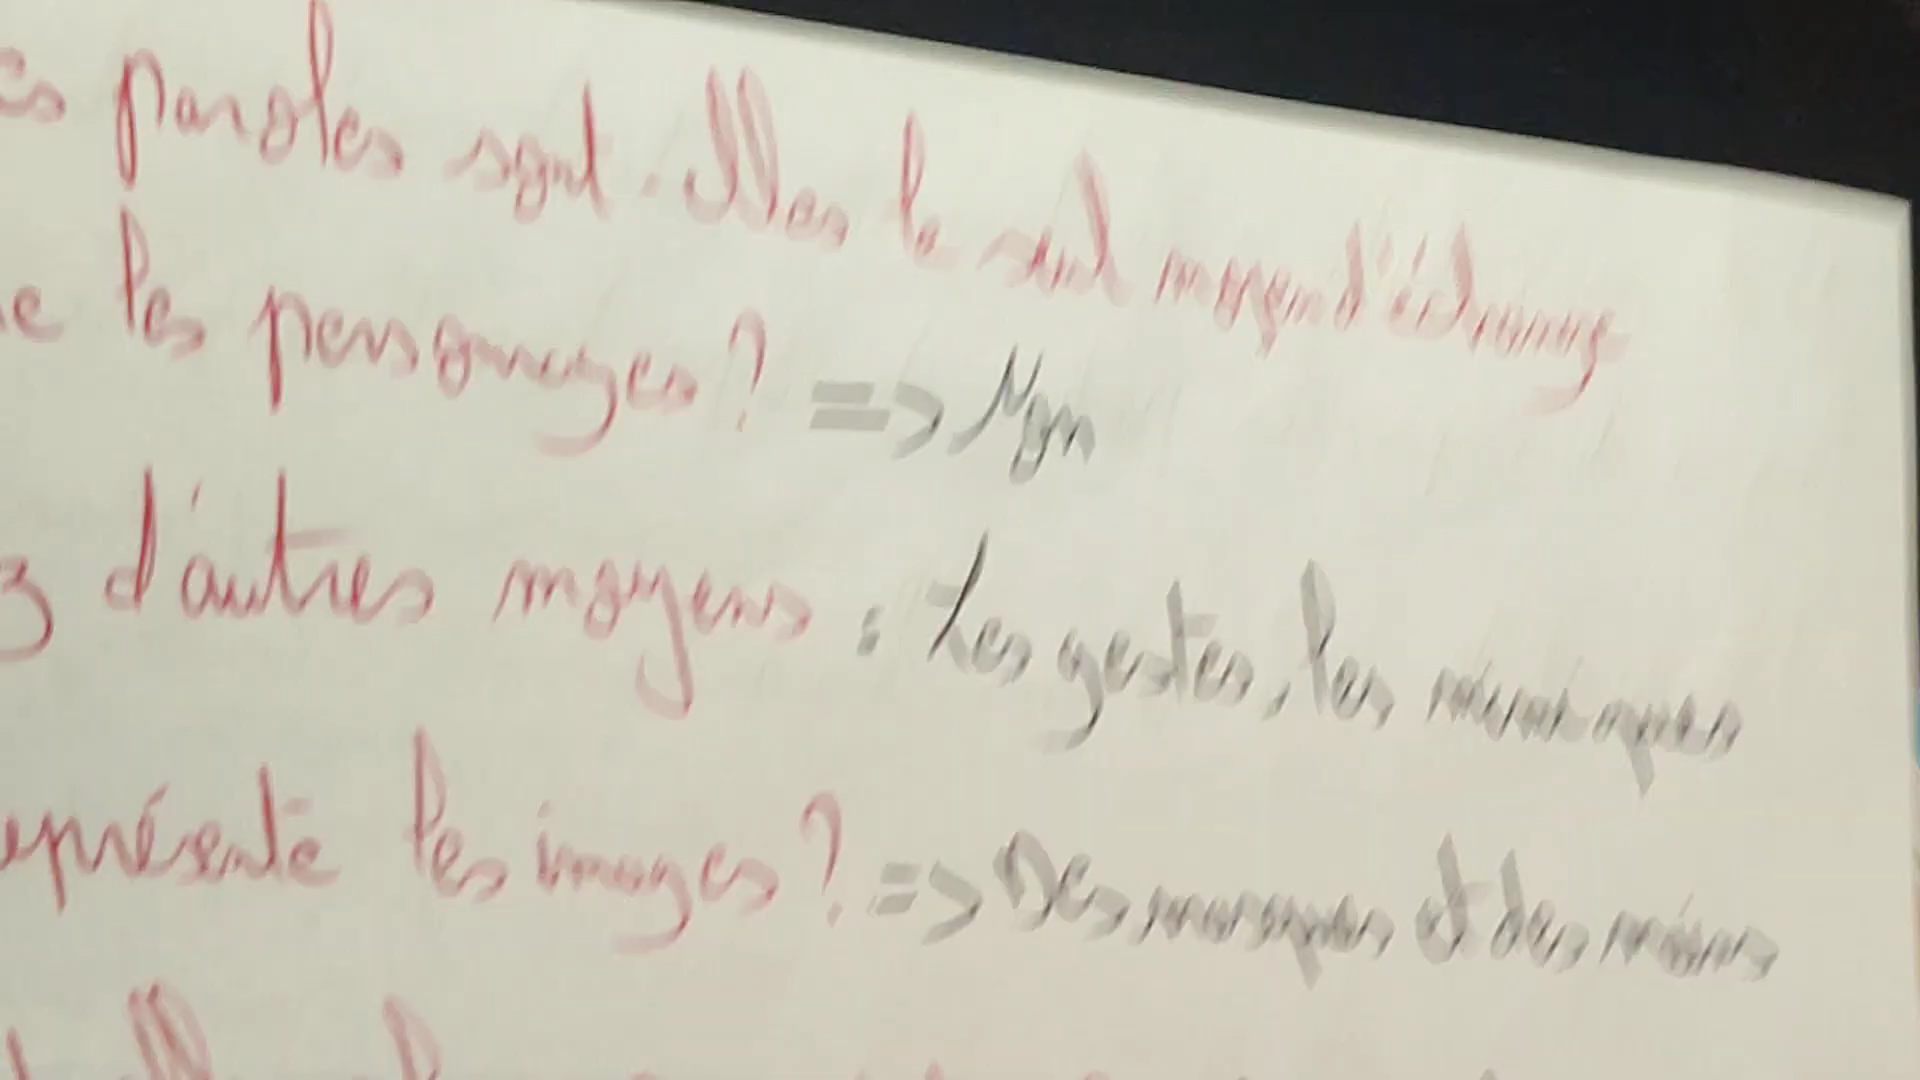 paroles sont-elles le seul moyen d'échange
les personnages ? => Non
d'autres moyens : Les gestes, les mimiques
les images ? => Des masques et des mains